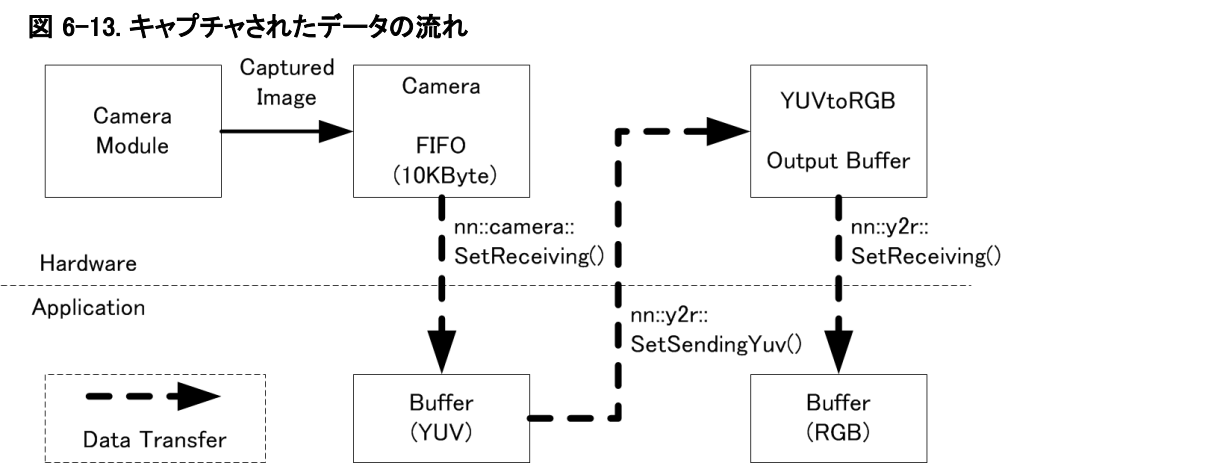 図 6-13. キャプチャされたデータの流れ
Camera
Module
Captured
Image
Camera
FIFO
(10KByte)
YUVtoRGB
Output Buffer
nn::camera::
SetReceiving()
nn::y2r::
SetReceiving()
Hardware
Application
nn::y2r::
SetSendingYuv()
Data Transfer
Buffer
(YUV)
Buffer
(RGB)